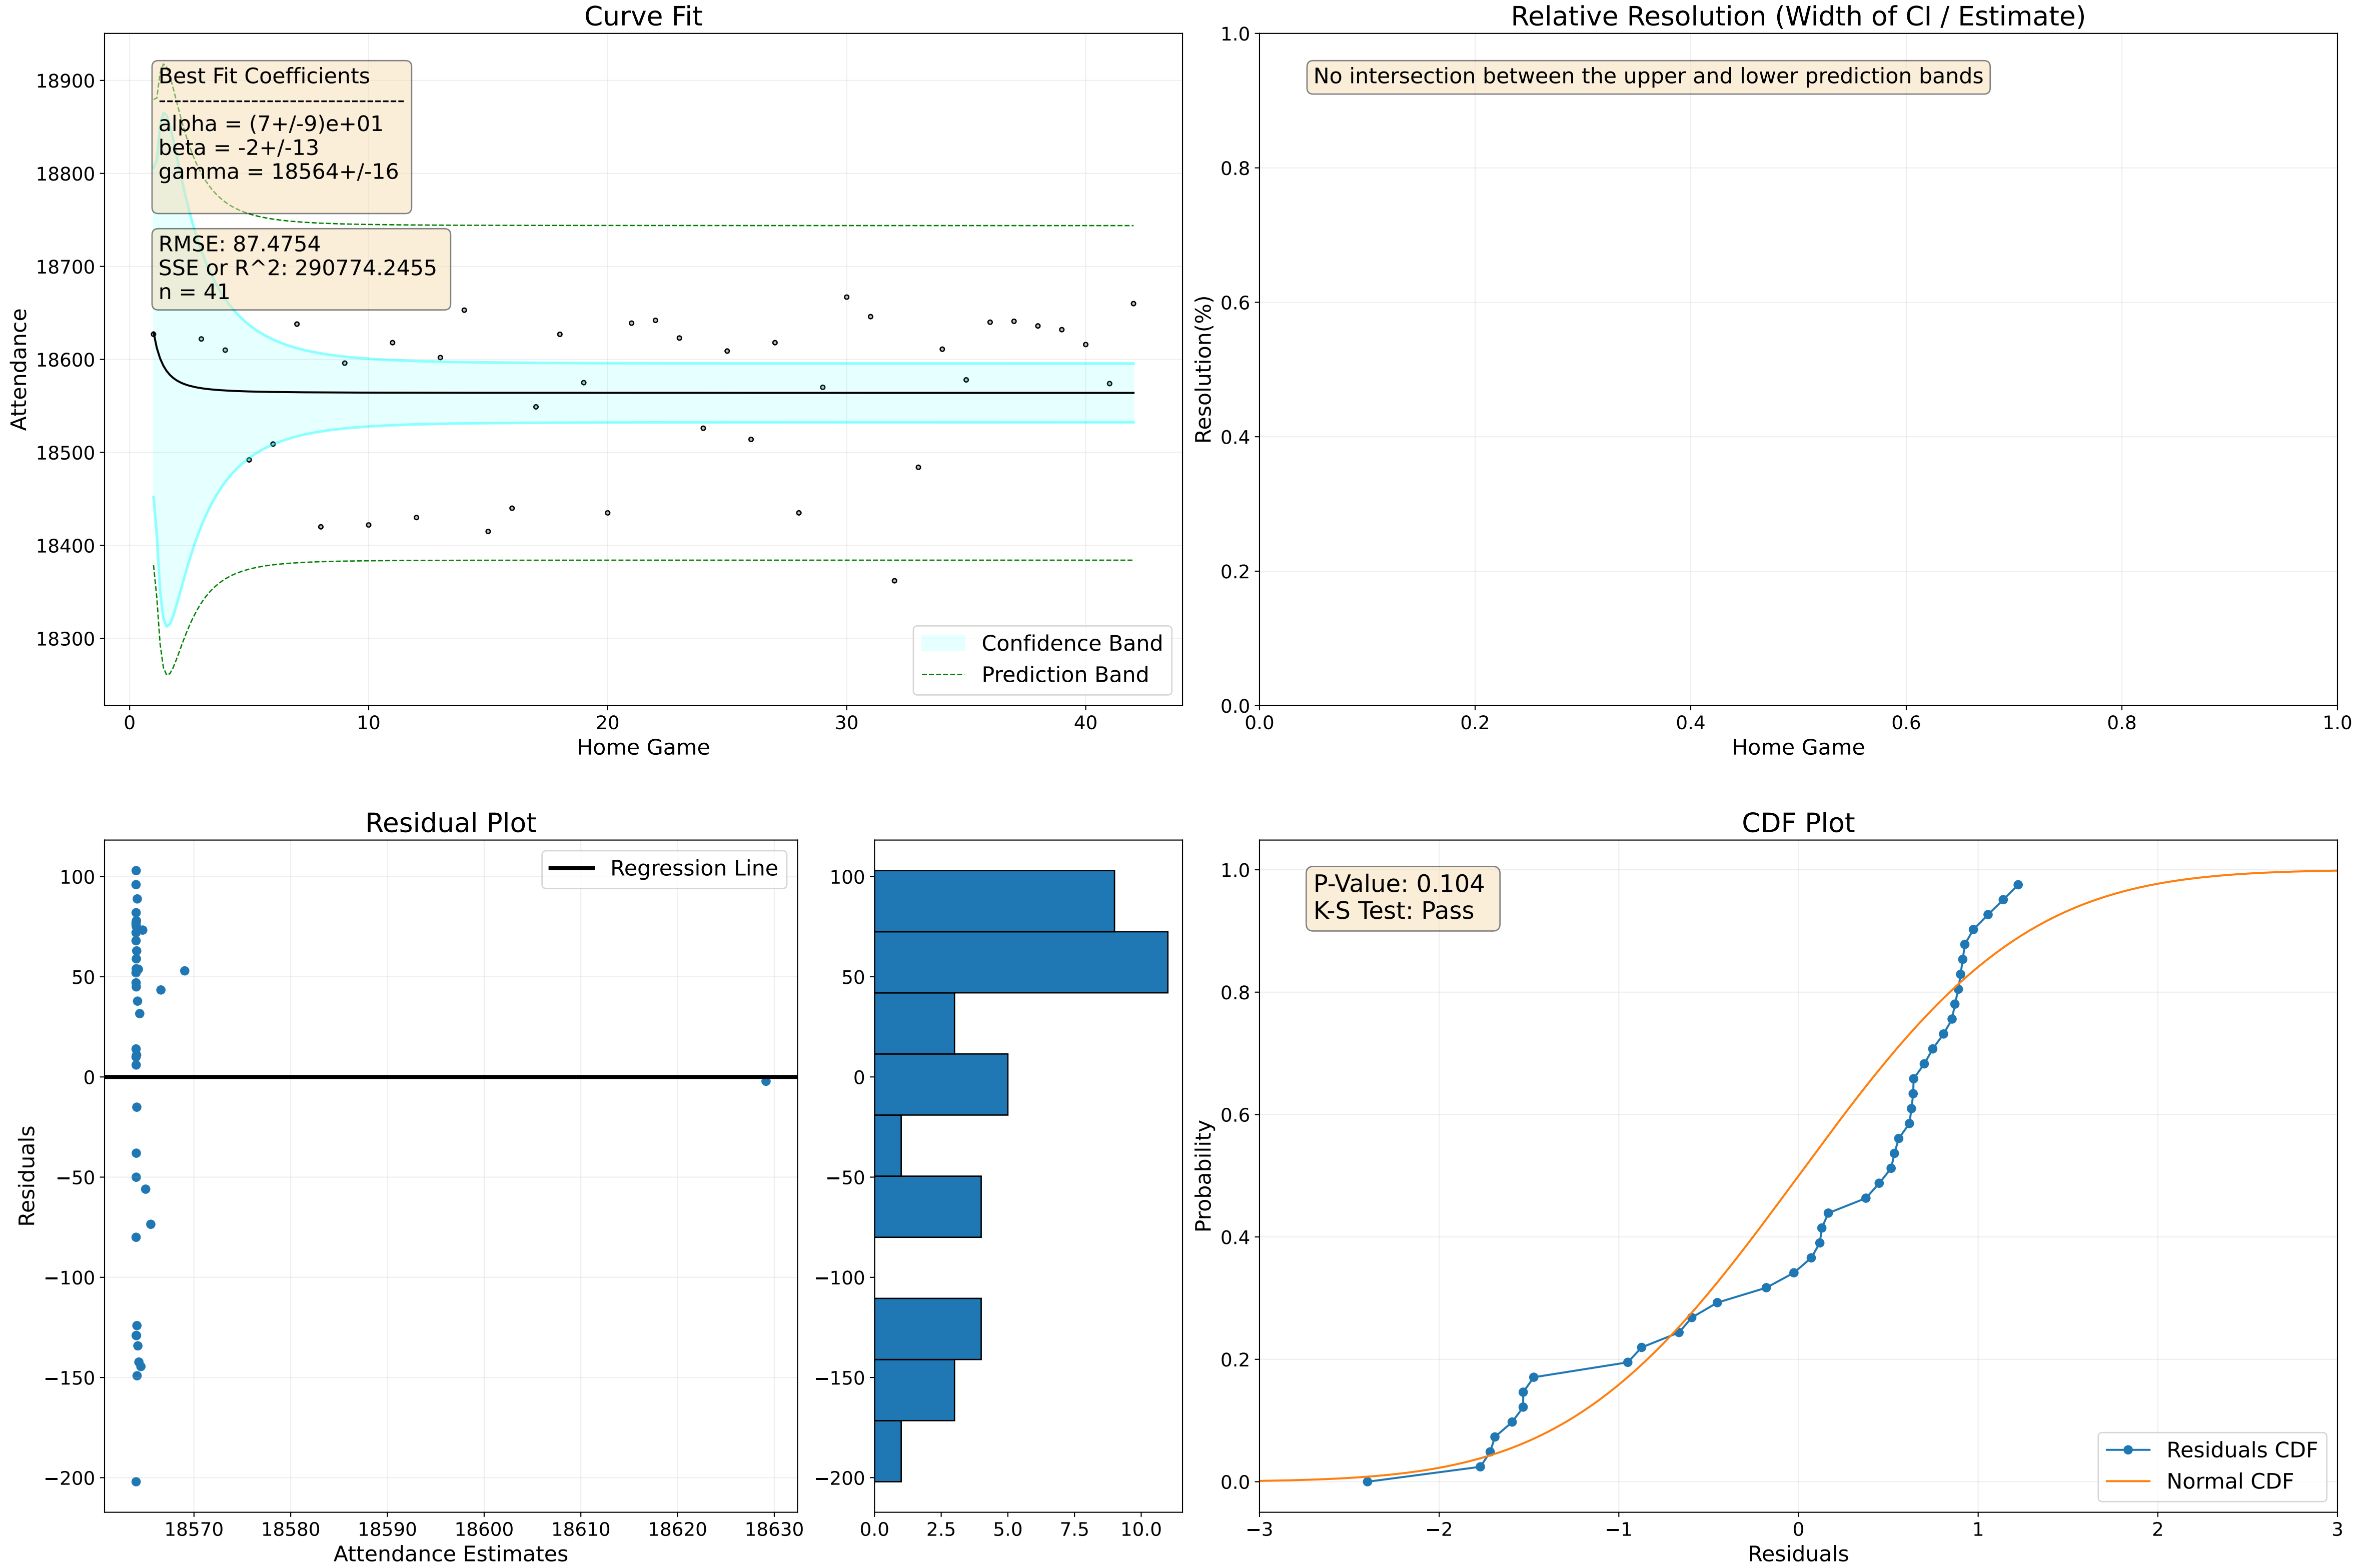 Curve Fit
18900
18800
18700
18600
18500
18400
18300
Attendance
Best Fit Coefficients
------------------------------
alpha = (7+/-9)e+01
beta = -2+/-13
gamma = 18564+/-16
RMSE: 87.4754
SSE or R^2: 290774.2455
n = 41
Confidence Band
Prediction Band
0
10
20
30
40
Home Game
Relative Resolution (Width of CI / Estimate)
1.0
0.8
0.6
0.4
0.2
0.0
Resolution(%)
No intersection between the upper and lower prediction bands
0.0
0.2
0.4
0.6
0.8
1.0
Home Game
Residual Plot
100
50
0
−50
−100
−150
−200
Residuals
Regression Line
18570
18580
18590
18600
18610
18620
18630
Attendance Estimates
100
50
0
−50
−100
−150
−200
0.0
2.5
5.0
7.5
10.0
CDF Plot
1.0
0.8
0.6
0.4
0.2
0.0
Probability
P-Value: 0.104
K-S Test: Pass
Residuals CDF
Normal CDF
−3
−2
−1
0
1
2
3
Residuals